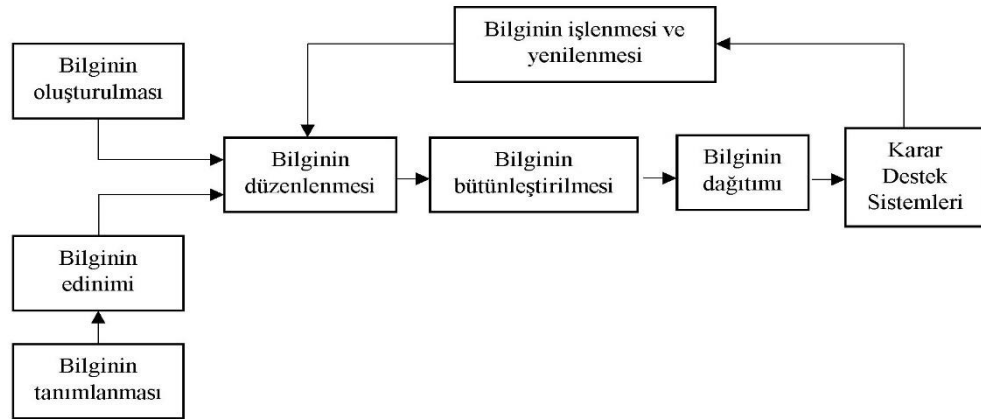 Bilginin işlenmesi ve
yenilenmesi
Bilginin
oluşturulması
Bilginin
düzenlenmesi
Bilginin
bütünleştirilmesi
Bilginin
dağıtımı
Karar
Destek
Sistemleri
Bilginin
edinimi
Bilginin
tanımlanması